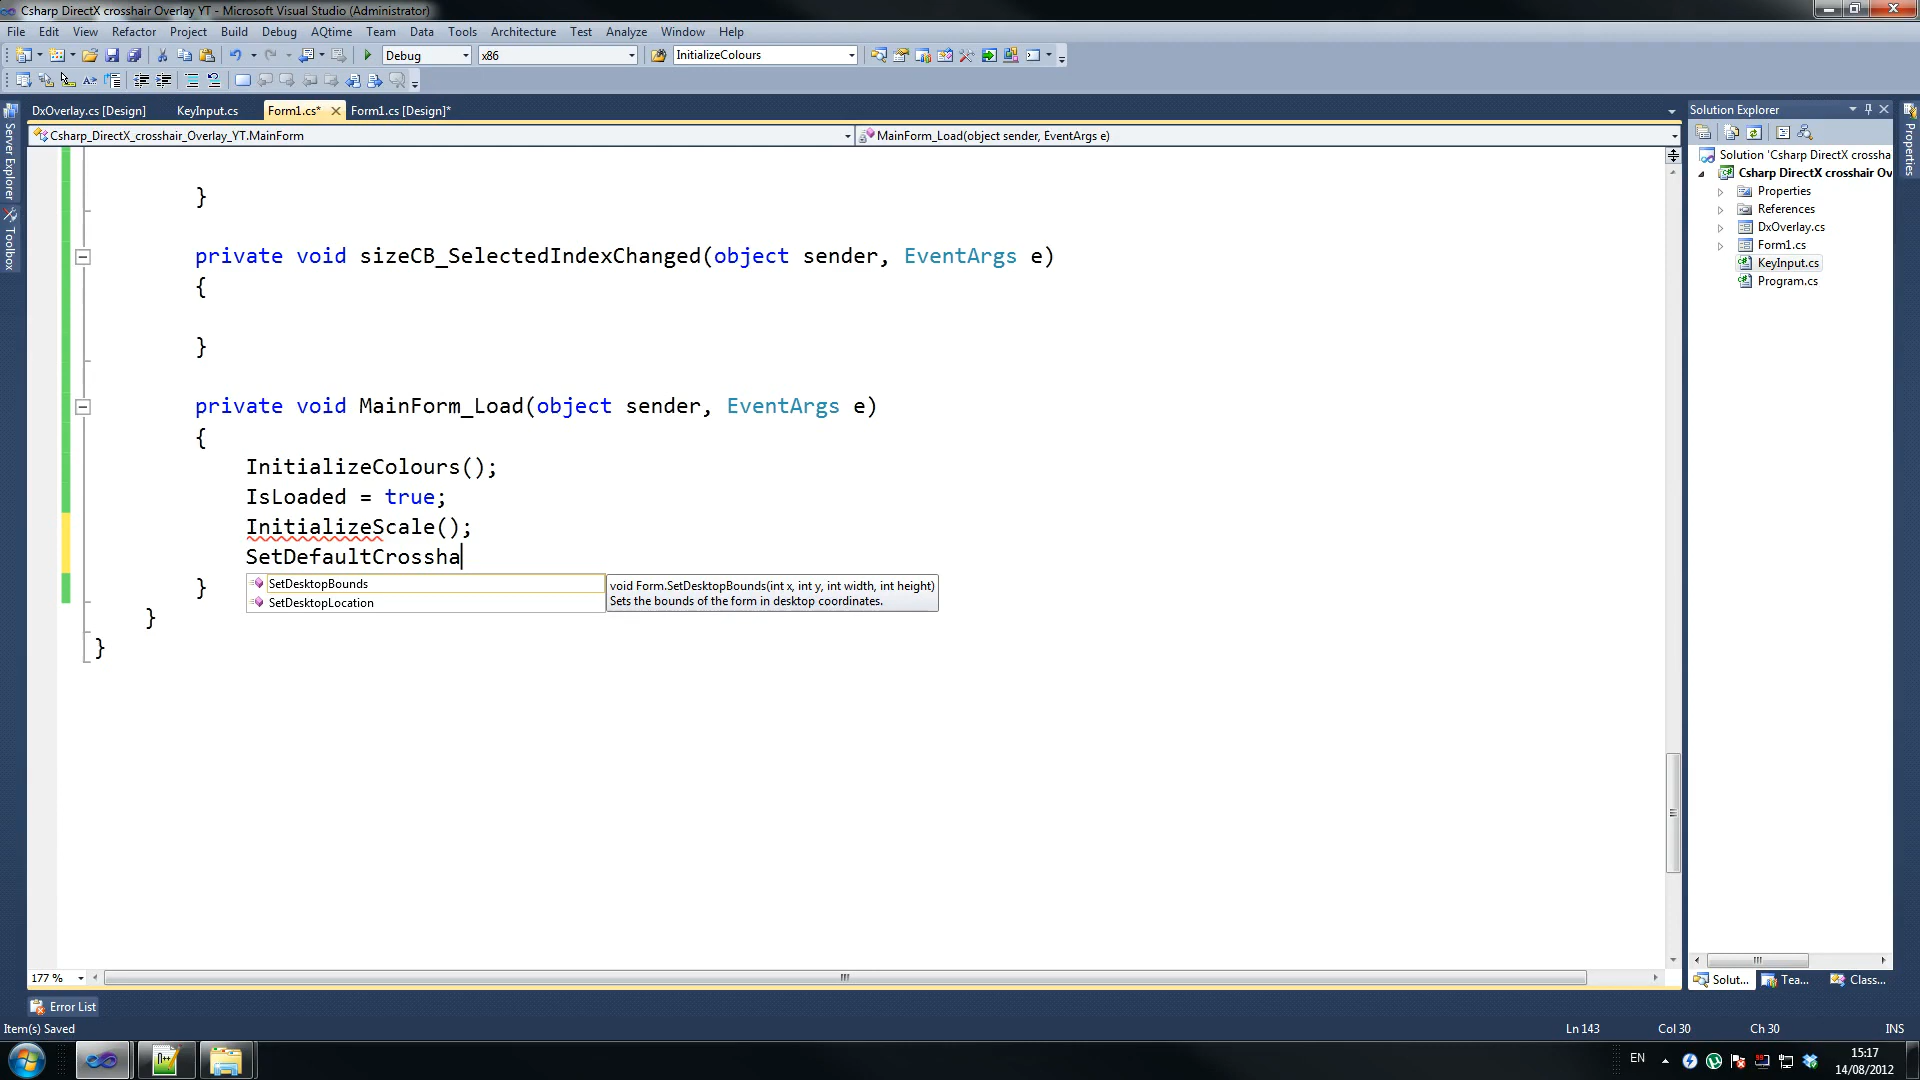 Csharp DirectX crosshair Overlay YT - Microsoft Visual Studio (Administrator)
File Edit View Refactor Project Build Debug AQtime Team Data Tools Architecture Test Analyze Window Help
Debug x86 InitializeColours
DxOverlay.cs [Design] KeyInput.cs Form1.cs* Form1.cs [Design]*
Csharp_DirectX_crosshair_Overlay_YT.MainForm MainForm_Load(object sender, EventArgs e)
Server Explorer
Toolbox
}
private void sizeCB_SelectedIndexChanged(object sender, EventArgs e)
{
}
private void MainForm_Load(object sender, EventArgs e)
{
InitializeColours();
IsLoaded = true;
InitializeScale();
SetDefaultCrossha
}
}
}
SetDesktopBounds
SetDesktopLocation
void Form.SetDesktopBounds(int x, int y, int width, int height)
Sets the bounds of the form in desktop coordinates.
Solution Explorer
Solution 'Csharp DirectX crossha
Csharp DirectX crosshair Ov
Properties
References
DxOverlay.cs
Form1.cs
KeyInput.cs
Program.cs
Properties
Solut... Tea... Class...
177 %
Error List
Item(s) Saved Ln 143 Col 30 Ch 30 INS
EN
15:17
14/08/2012